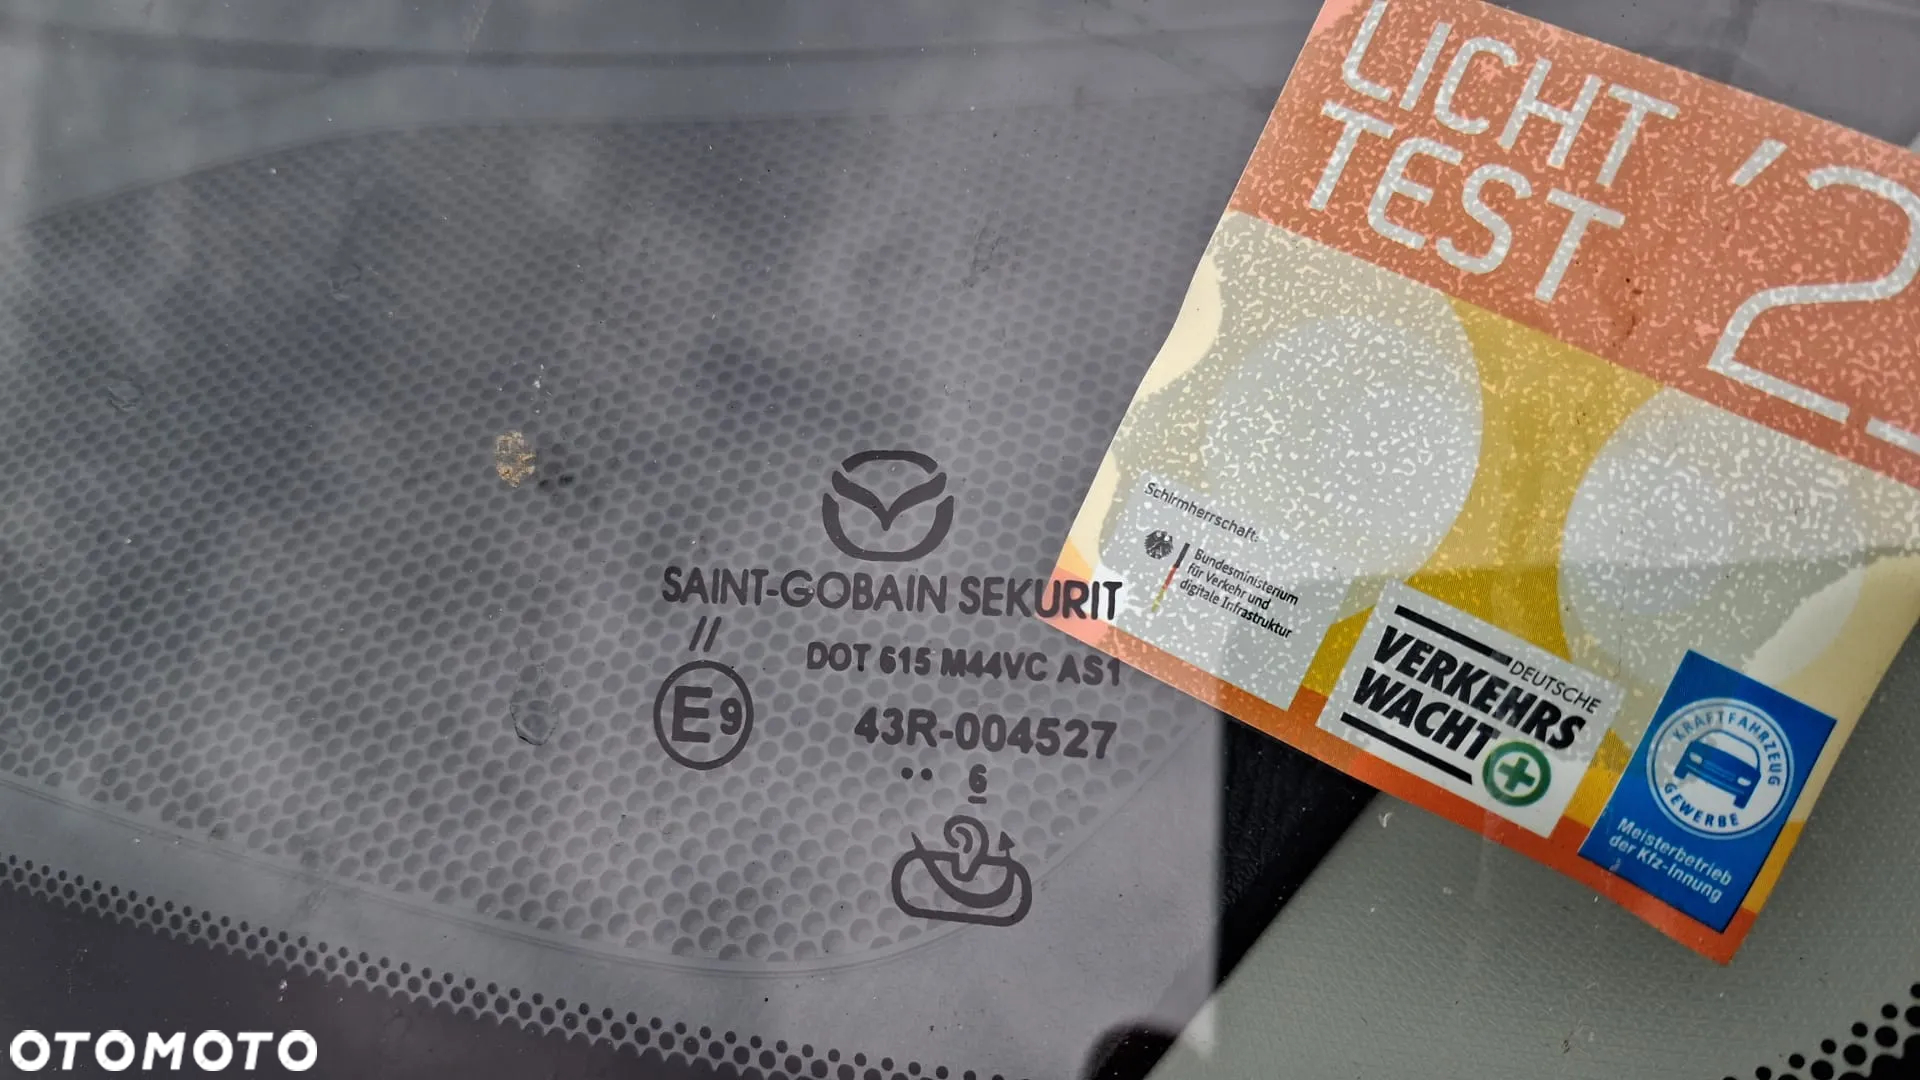 LICHT
TEST
'2
SAINT-GOBAIN SEKURIT
//
DOT 615 M44VC AS1
E9
43R-004527
.. 6
Schirmherrschaft:
Bundesministerium
für Verkehr und
digitale Infrastruktur
DEUTSCHE
VERKEHRS
WACHT
KRAFTFAHRZEUG
GEWERBE
Meisterbetrieb
der Kfz-Innung
OTOMOTO